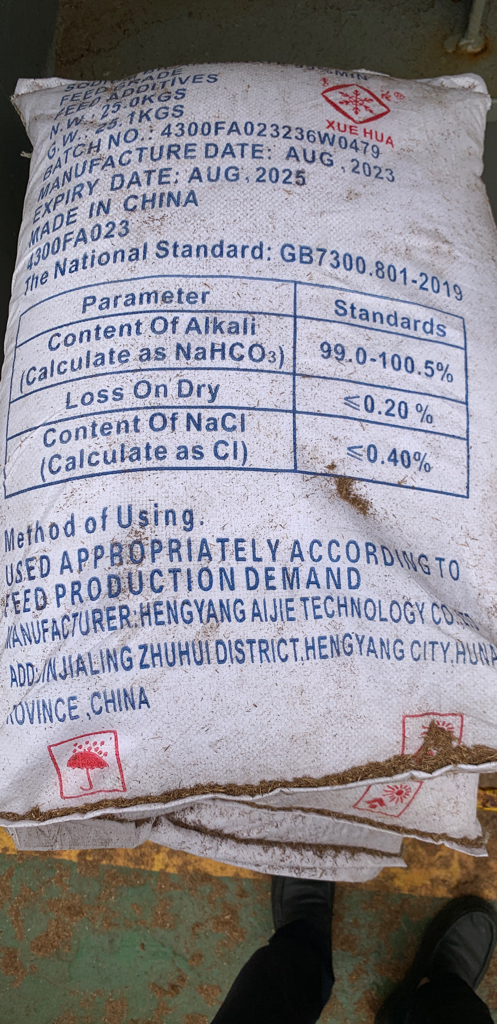 FEED GRADE
FEED ADDITIVES
N.W.: 25.0KGS
G.W.: 25.1KGS
BATCH NO.: 4300FA023236W0479
MANUFACTURE DATE: AUG.,2023
EXPIRY DATE: AUG.,2025
MADE IN CHINA
4300FA023
XUE HUA
The National Standard: GB7300.801-2019
Parameter Standards
Content Of Alkali
(Calculate as NaHCO₃) 99.0-100.5%
Loss On Dry ≤0.20 %
Content Of NaCl
(Calculate as Cl) ≤0.40%
Method of Using.
USED APPROPRIATELY ACCORDING TO
FEED PRODUCTION DEMAND
MANUFACTURER:HENGYANG AIJIE TECHNOLOGY CO.
ADD: INJIALING ZHUHUI DISTRICT.HENGYANG CITY.HUNA
ROVINCE ,CHINA